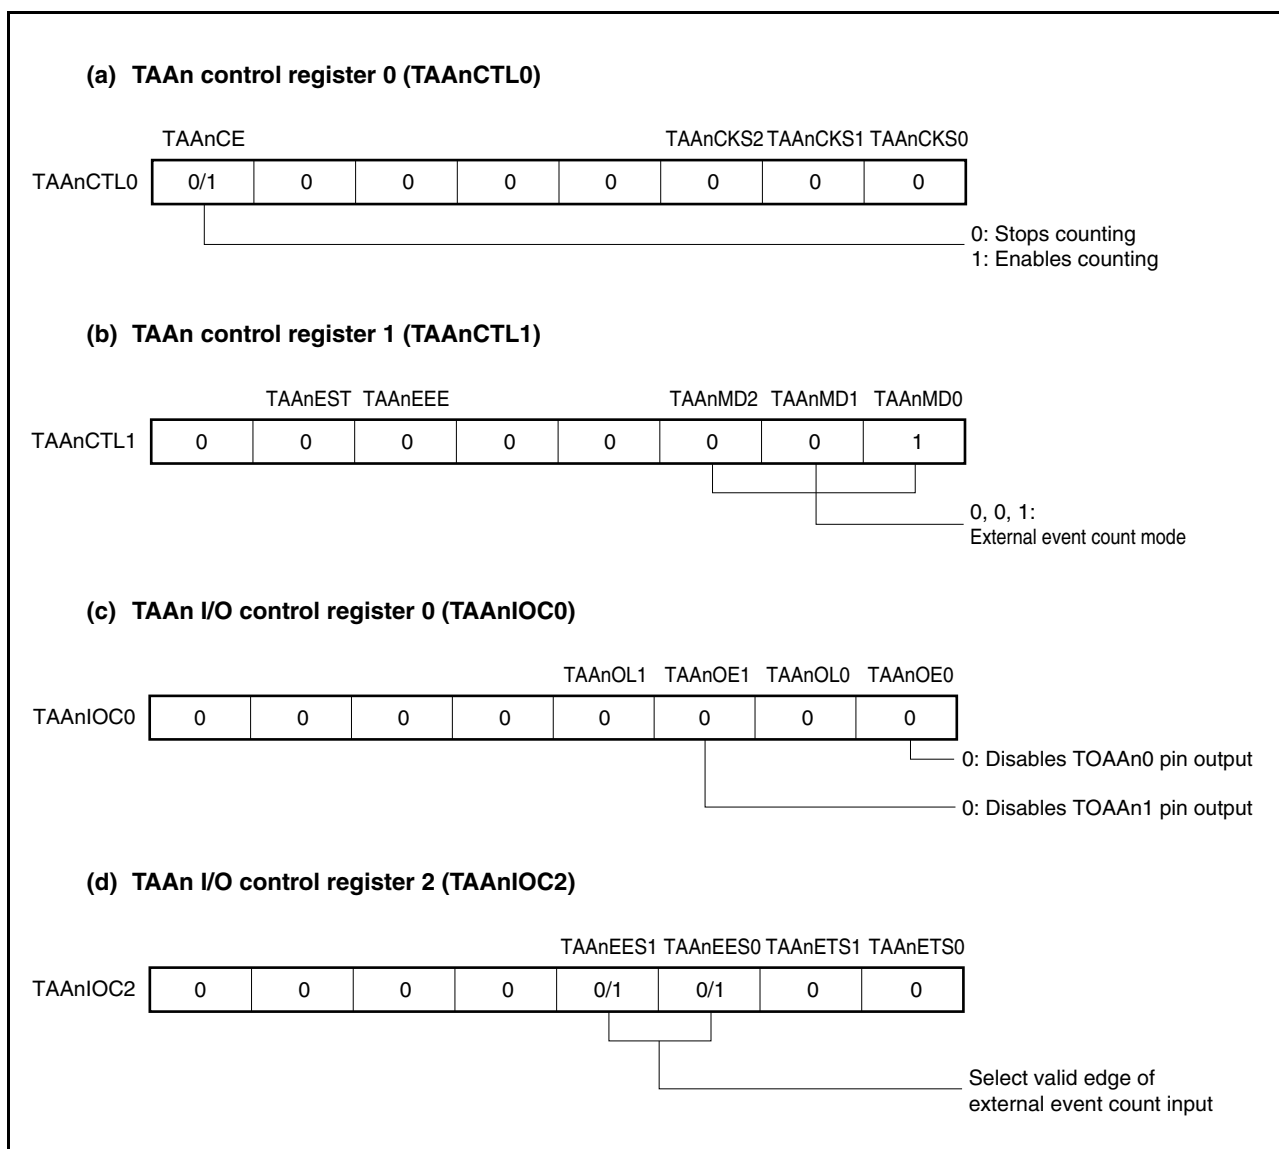 (a) TAAn control register 0 (TAAnCTL0)
TAAnCE TAAnCKS2 TAAnCKS1 TAAnCKS0
TAAnCTL0 0/1 0 0 0 0 0 0 0
0: Stops counting
1: Enables counting
(b) TAAn control register 1 (TAAnCTL1)
TAAnEST TAAnEEE TAAnMD2 TAAnMD1 TAAnMD0
TAAnCTL1 0 0 0 0 0 0 0 1
0, 0, 1:
External event count mode
(c) TAAn I/O control register 0 (TAAnIOC0)
TAAnOL1 TAAnOE1 TAAnOL0 TAAnOE0
TAAnIOC0 0 0 0 0 0 0 0 0
0: Disables TOAAn0 pin output
0: Disables TOAAn1 pin output
(d) TAAn I/O control register 2 (TAAnIOC2)
TAAnEES1 TAAnEES0 TAAnETS1 TAAnETS0
TAAnIOC2 0 0 0 0 0/1 0/1 0 0
Select valid edge of
external event count input